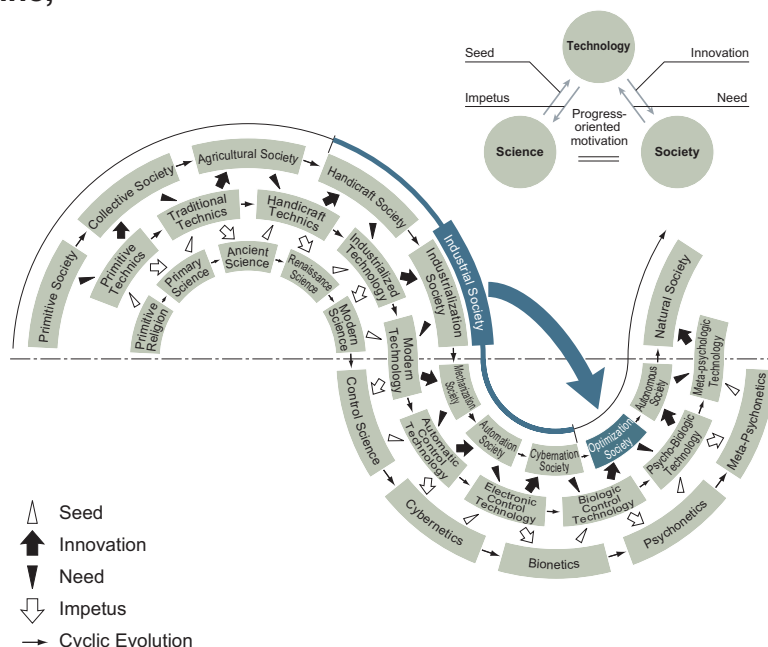 Seed
Technology
Innovation
Impetus
Need
Progress-
oriented
motivation
Science
Society
Primitive Society
Collective Society
Agricultural Society
Handicraft Society
Industrialization
Society
Industrial Society
Primitive
Technics
Traditional
Technics
Handicraft
Technics
Industrialized
Technology
Primitive
Religion
Primary
Science
Ancient
Science
Renaissance
Science
Modern
Science
Modern
Technology
Mechanization
Society
Automation
Society
Cybernation
Society
Optimization
Society
Autonomous
Society
Natural Society
Control Science
Automatic
Control
Technology
Electronic
Control
Technology
Biologic
Control
Technology
Psycho-Biologic
Technology
Meta-psychologic
Technology
Cybernetics
Bionetics
Psychonetics
Meta-Psychonetics
Seed
Innovation
Need
Impetus
Cyclic Evolution